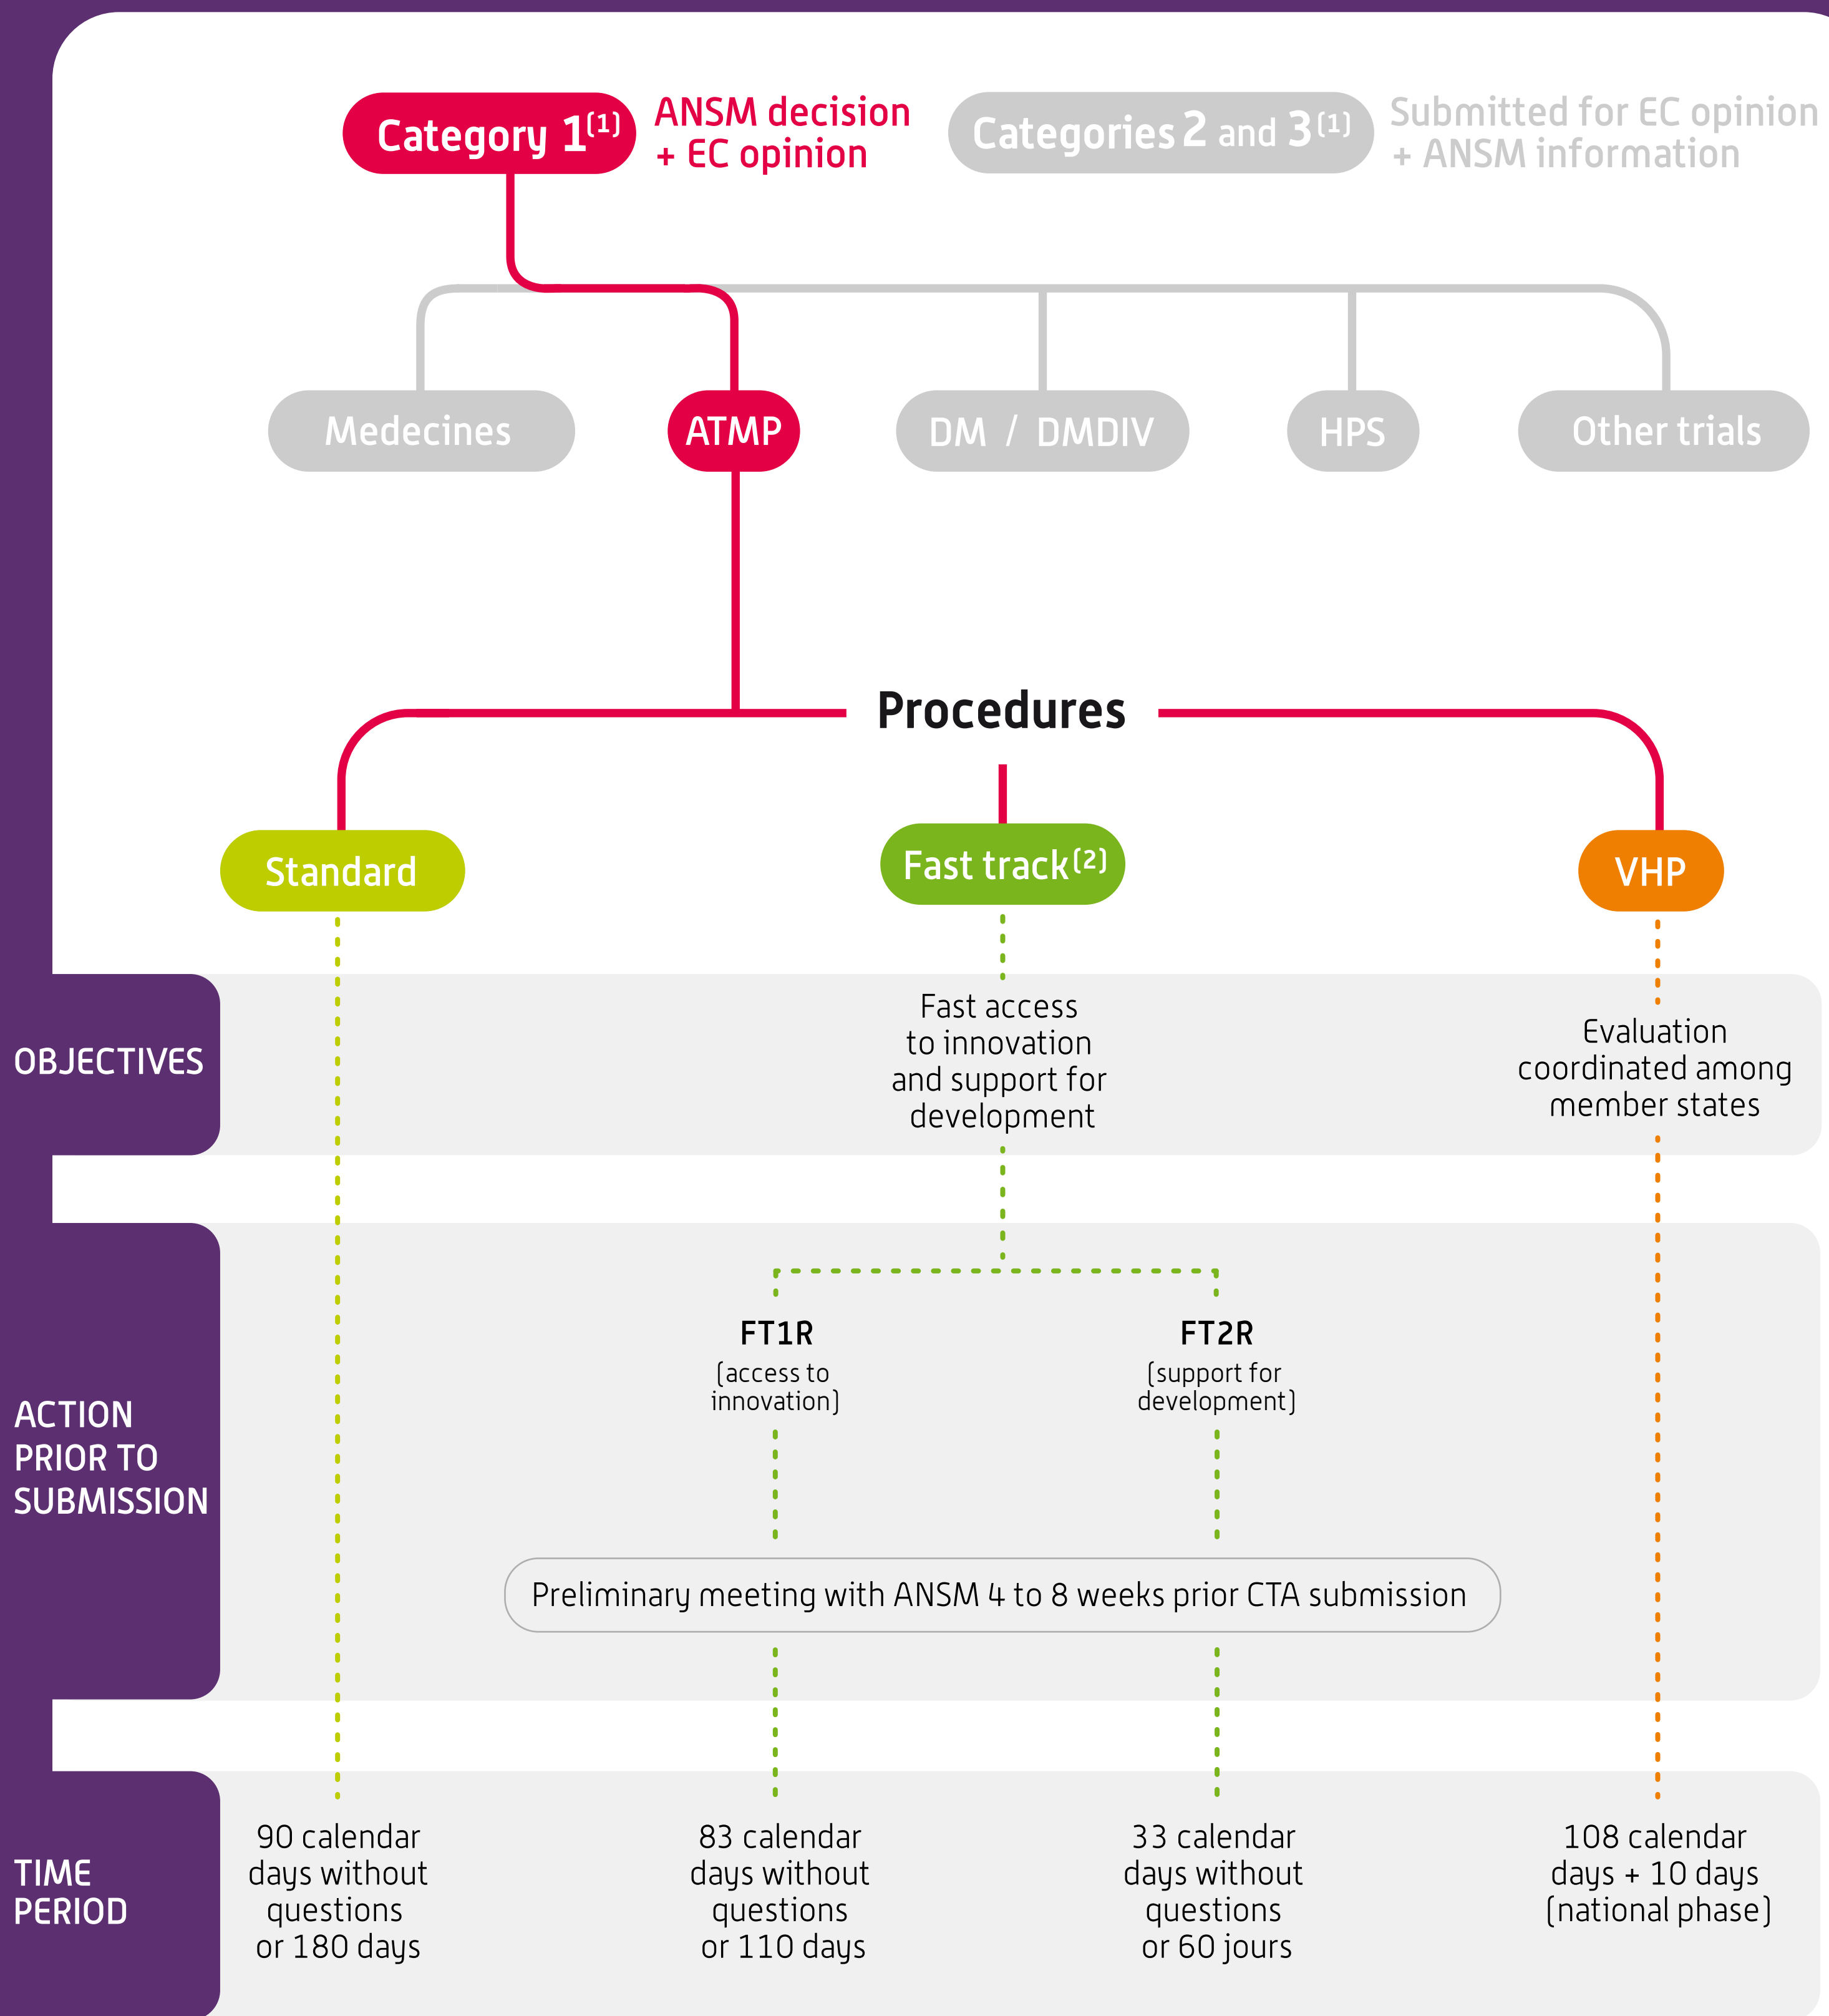 Category 1(1)
ANSM decision
+ EC opinion
Categories 2 and 3(1)
Submitted for EC opinion
+ ANSM information
Medecines
ATMP
DM / DMDIV
HPS
Other trials
Procedures
Standard
Fast track(2)
VHP
OBJECTIVES
Fast access
to innovation
and support for
development
Evaluation
coordinated among
member states
ACTION
PRIOR TO
SUBMISSION
FT1R
(access to
innovation)
FT2R
(support for
development)
Preliminary meeting with ANSM 4 to 8 weeks prior CTA submission
TIME
PERIOD
90 calendar
days without
questions
or 180 days
83 calendar
days without
questions
or 110 days
33 calendar
days without
questions
or 60 jours
108 calendar
days + 10 days
(national phase)